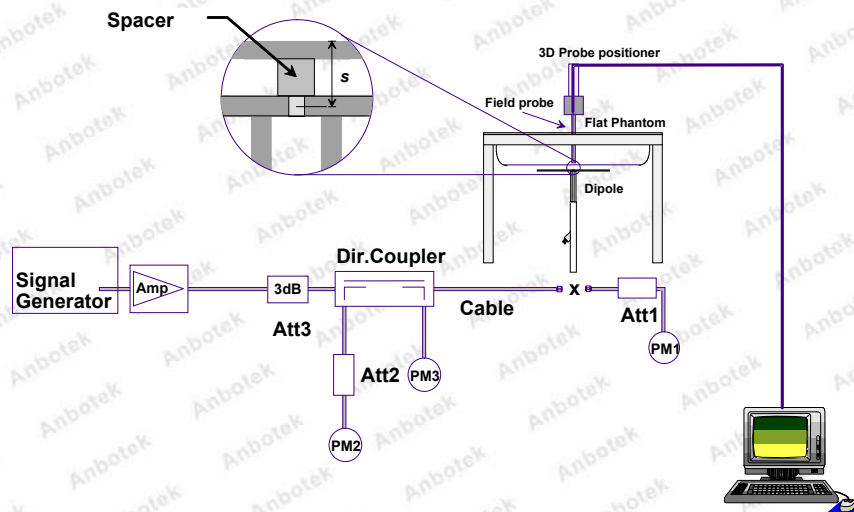 Spacer
s
3D Probe positioner
Field probe
Flat Phantom
Dipole
Signal
Generator
Amp
3dB
Att3
Dir.Coupler
Att2
PM2
PM3
Cable
x
Att1
PM1
Anbotek